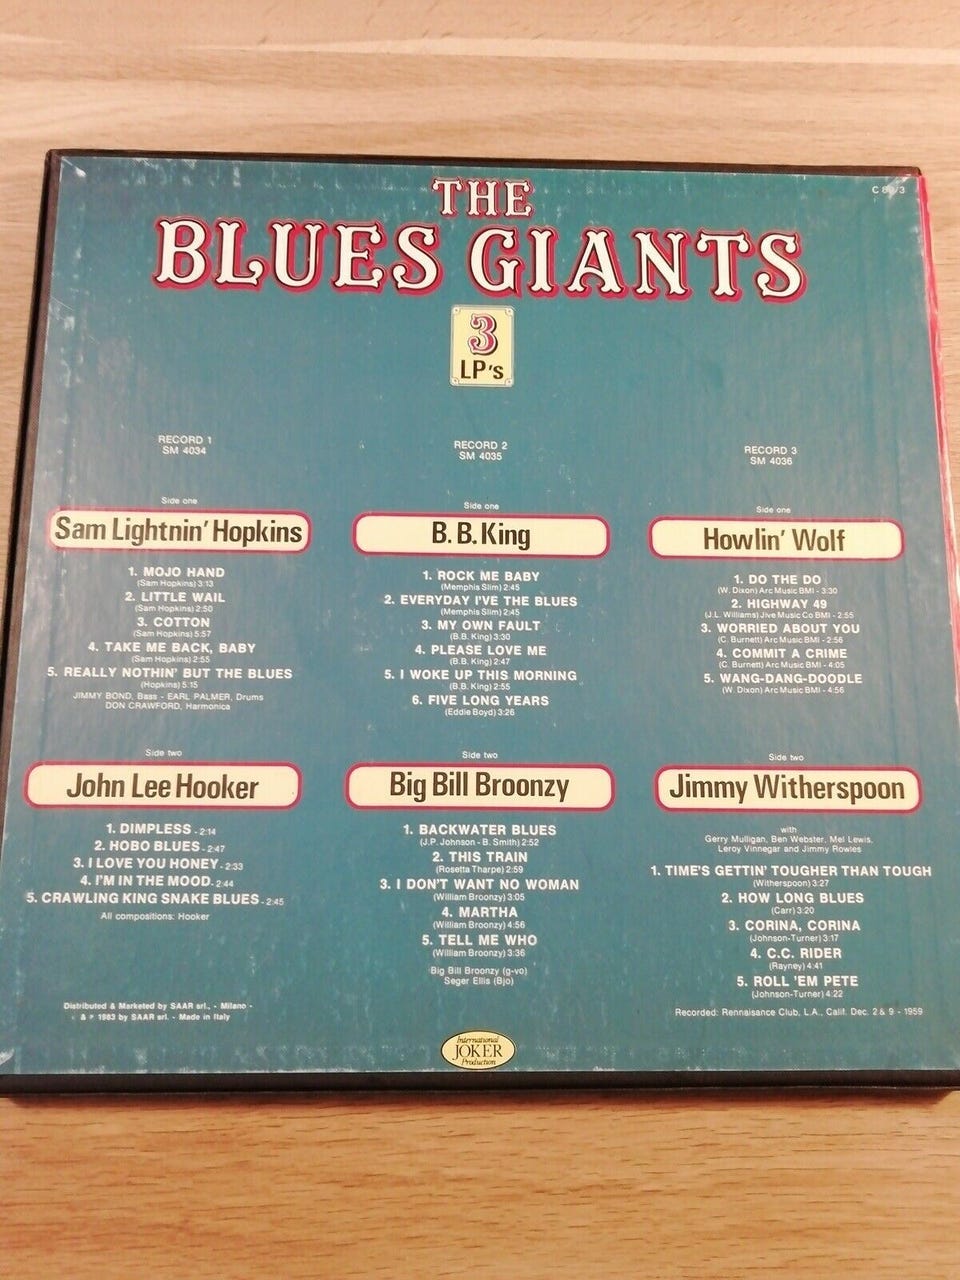 THE
BLUES GIANTS
3
LP's
RECORD 1
SM 4034
Side one
Sam Lightnin' Hopkins
1. MOJO HAND
(Sam Hopkins) 3:13
2. LITTLE WAIL
(Sam Hopkins) 2:50
3. COTTON
(Sam Hopkins) 5:57
4. TAKE ME BACK, BABY
(Sam Hopkins) 2:55
5. REALLY NOTHIN' BUT THE BLUES
(Hopkins) 5:15
JIMMY BOND, Bass - EARL PALMER, Drums
DON CRAWFORD, Harmonica
Side two
John Lee Hooker
1. DIMPLESS - 2:14
2. HOBO BLUES - 2:47
3. I LOVE YOU HONEY - 2:33
4. I'M IN THE MOOD - 2:44
5. CRAWLING KING SNAKE BLUES - 2:45
All compositions: Hooker
Distributed & Marketed by SAAR srl., - Milano -
& ℗ 1983 by SAAR srl. - Made in Italy
RECORD 2
SM 4035
Side one
B. B. King
1. ROCK ME BABY
(Memphis Slim) 2:45
2. EVERYDAY I'VE THE BLUES
(Memphis Slim) 2:45
3. MY OWN FAULT
(B.B. King) 3:30
4. PLEASE LOVE ME
(B.B. King) 2:47
5. I WOKE UP THIS MORNING
(B.B. King) 2:55
6. FIVE LONG YEARS
(Eddie Boyd) 3:26
Side two
Big Bill Broonzy
1. BACKWATER BLUES
(J.P. Johnson - B. Smith) 2:52
2. THIS TRAIN
(Rosetta Tharpe) 2:59
3. I DON'T WANT NO WOMAN
(William Broonzy) 3:05
4. MARTHA
(William Broonzy) 4:56
5. TELL ME WHO
(William Broonzy) 3:36
Big Bill Broonzy (g-vo)
Seger Ellis (Bjo)
International
JOKER
Production
C /3
RECORD 3
SM 4036
Side one
Howlin' Wolf
1. DO THE DO
(W. Dixon) Arc Music BMI - 3:30
2. HIGHWAY 49
(J.L. Williams) Jive Music Co BMI - 2:55
3. WORRIED ABOUT YOU
(C. Burnett) Arc Music BMI - 2:56
4. COMMIT A CRIME
(C. Burnett) Arc Music BMI - 4:05
5. WANG-DANG-DOODLE
(W. Dixon) Arc Music BMI - 4:56
Side two
Jimmy Witherspoon
with
Gerry Mulligan, Ben Webster, Mel Lewis,
Leroy Vinnegar and Jimmy Rowles
1. TIME'S GETTIN' TOUGHER THAN TOUGH
(Witherspoon) 3:27
2. HOW LONG BLUES
(Carr) 3:20
3. CORINA, CORINA
(Johnson-Turner) 3:17
4. C.C. RIDER
(Rayney) 4:41
5. ROLL 'EM PETE
(Johnson-Turner) 4:22
Recorded: Rennaisance Club, L.A., Calif. Dec. 2 & 9 - 1959